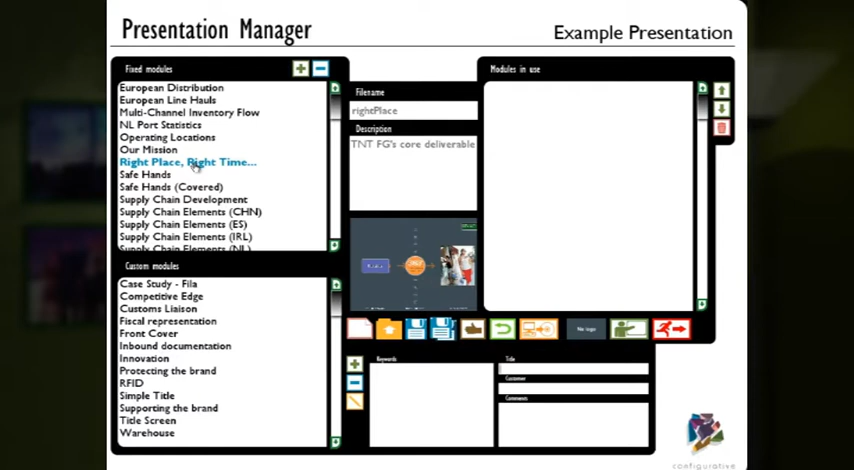 Presentation Manager
Example Presentation
Fixed modules
European Distribution
European Line Hauls
Multi-Channel Inventory Flow
NL Port Statistics
Operating Locations
Our Mission
Right Place, Right Time...
Safe Hands
Safe Hands (Covered)
Supply Chain Development
Supply Chain Elements (CHN)
Supply Chain Elements (ES)
Supply Chain Elements (IRL)
Supply Chain Elements (NL)
Filename
rightPlace
Description
TNT FG's core deliverable
Modules in use
Custom modules
Case Study - Fila
Competitive Edge
Customs Liaison
Fiscal representation
Front Cover
Inbound documentation
Innovation
Protecting the brand
RFID
Simple Title
Supporting the brand
Title Screen
Warehouse
No logo
Keywords
Title
Customer
Comments
configurative